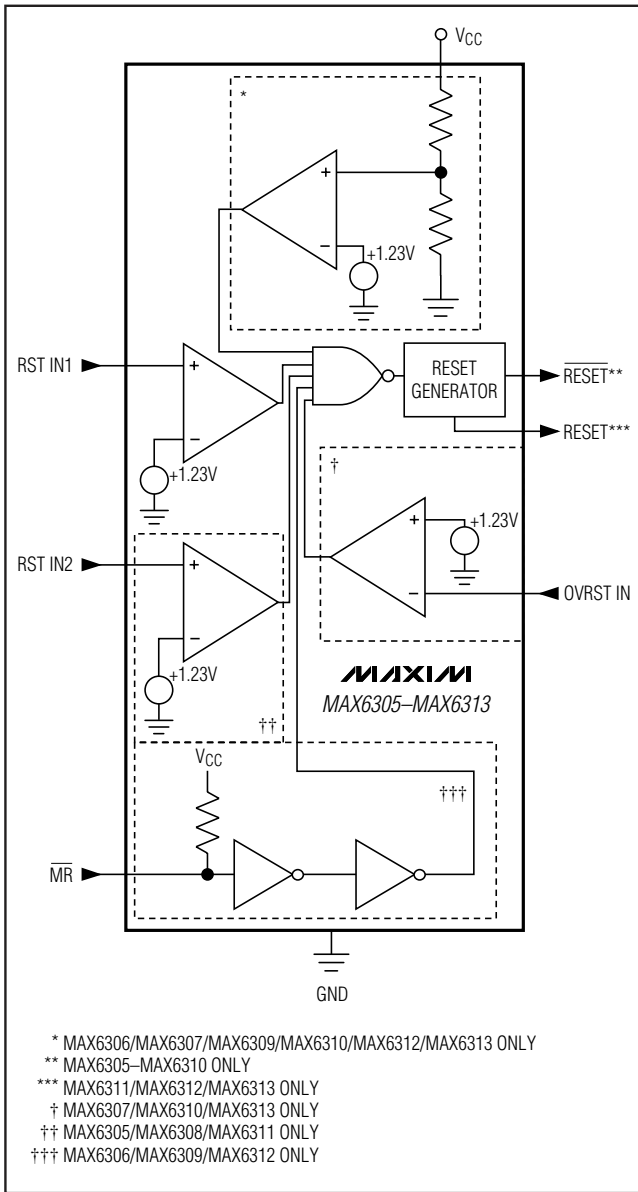 VCC
*
+
−
+1.23V
RST IN1
+
−
+1.23V
RESET
GENERATOR
RESET**
RESET***
†
+
−
+1.23V
OVRST IN
RST IN2
+
−
+1.23V
††
MAXIM
MAX6305–MAX6313
VCC
†††
MR
GND
* MAX6306/MAX6307/MAX6309/MAX6310/MAX6312/MAX6313 ONLY
** MAX6305–MAX6310 ONLY
*** MAX6311/MAX6312/MAX6313 ONLY
† MAX6307/MAX6310/MAX6313 ONLY
†† MAX6305/MAX6308/MAX6311 ONLY
††† MAX6306/MAX6309/MAX6312 ONLY